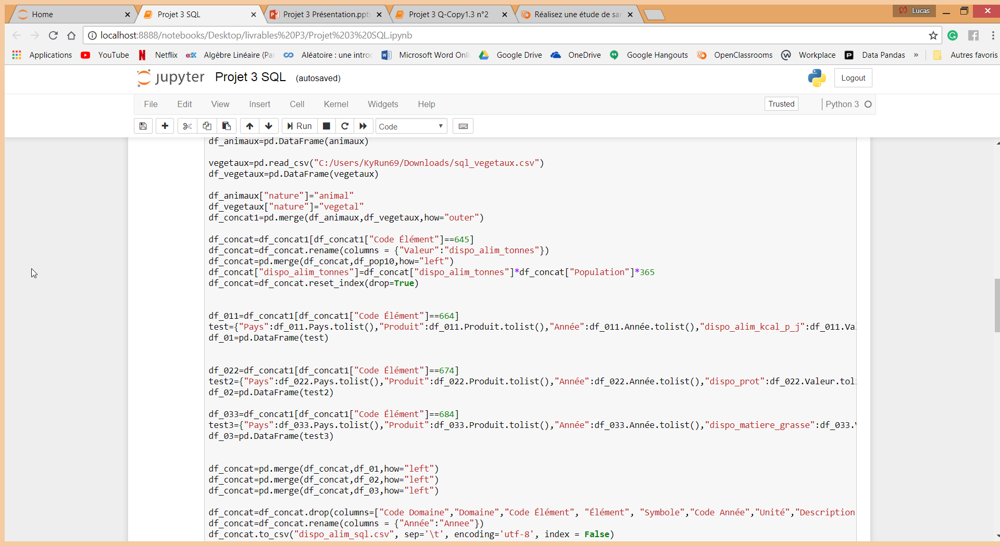 Home
Projet 3 SQL
Projet 3 Présentation.ppt
Projet 3 Q-Copy1.3 n°2
Réalisez une étude de sa
Lucas
localhost:8888/notebooks/Desktop/livrables%20P3/Projet%203%20SQL.ipynb
Applications YouTube Netflix edX Algèbre Linéaire (Par Aléatoire : une introd Microsoft Word Onli Google Drive OneDrive Google Hangouts OpenClassrooms Workplace Data Pandas » Autres favoris
jupyter Projet 3 SQL (autosaved) Logout
File Edit View Insert Cell Kernel Widgets Help Trusted Python 3
Run Code
df_animaux=pd.DataFrame(animaux)
vegetaux=pd.read_csv("C:/Users/KyRun69/Downloads/sql_vegetaux.csv")
df_vegetaux=pd.DataFrame(vegetaux)
df_animaux["nature"]="animal"
df_vegetaux["nature"]="vegetal"
df_concat1=pd.merge(df_animaux,df_vegetaux,how="outer")
df_concat=df_concat1[df_concat1["Code Élément"]==645]
df_concat=df_concat.rename(columns = {"Valeur":"dispo_alim_tonnes"})
df_concat=pd.merge(df_concat,df_pop10,how="left")
df_concat["dispo_alim_tonnes"]=df_concat["dispo_alim_tonnes"]*df_concat["Population"]*365
df_concat=df_concat.reset_index(drop=True)
df_011=df_concat1[df_concat1["Code Élément"]==664]
test={"Pays":df_011.Pays.tolist(),"Produit":df_011.Produit.tolist(),"Année":df_011.Année.tolist(),"dispo_alim_kcal_p_j":df_011.Va
df_01=pd.DataFrame(test)
df_022=df_concat1[df_concat1["Code Élément"]==674]
test2={"Pays":df_022.Pays.tolist(),"Produit":df_022.Produit.tolist(),"Année":df_022.Année.tolist(),"dispo_prot":df_022.Valeur.tol
df_02=pd.DataFrame(test2)
df_033=df_concat1[df_concat1["Code Élément"]==684]
test3={"Pays":df_033.Pays.tolist(),"Produit":df_033.Produit.tolist(),"Année":df_033.Année.tolist(),"dispo_matiere_grasse":df_033.V
df_03=pd.DataFrame(test3)
df_concat=pd.merge(df_concat,df_01,how="left")
df_concat=pd.merge(df_concat,df_02,how="left")
df_concat=pd.merge(df_concat,df_03,how="left")
df_concat=df_concat.drop(columns=["Code Domaine","Domaine","Code Élément", "Élément", "Symbole","Code Année","Unité","Description
df_concat=df_concat.rename(columns = {"Année":"Annee"})
df_concat.to_csv("dispo_alim_sql.csv", sep='\t', encoding='utf-8', index = False)